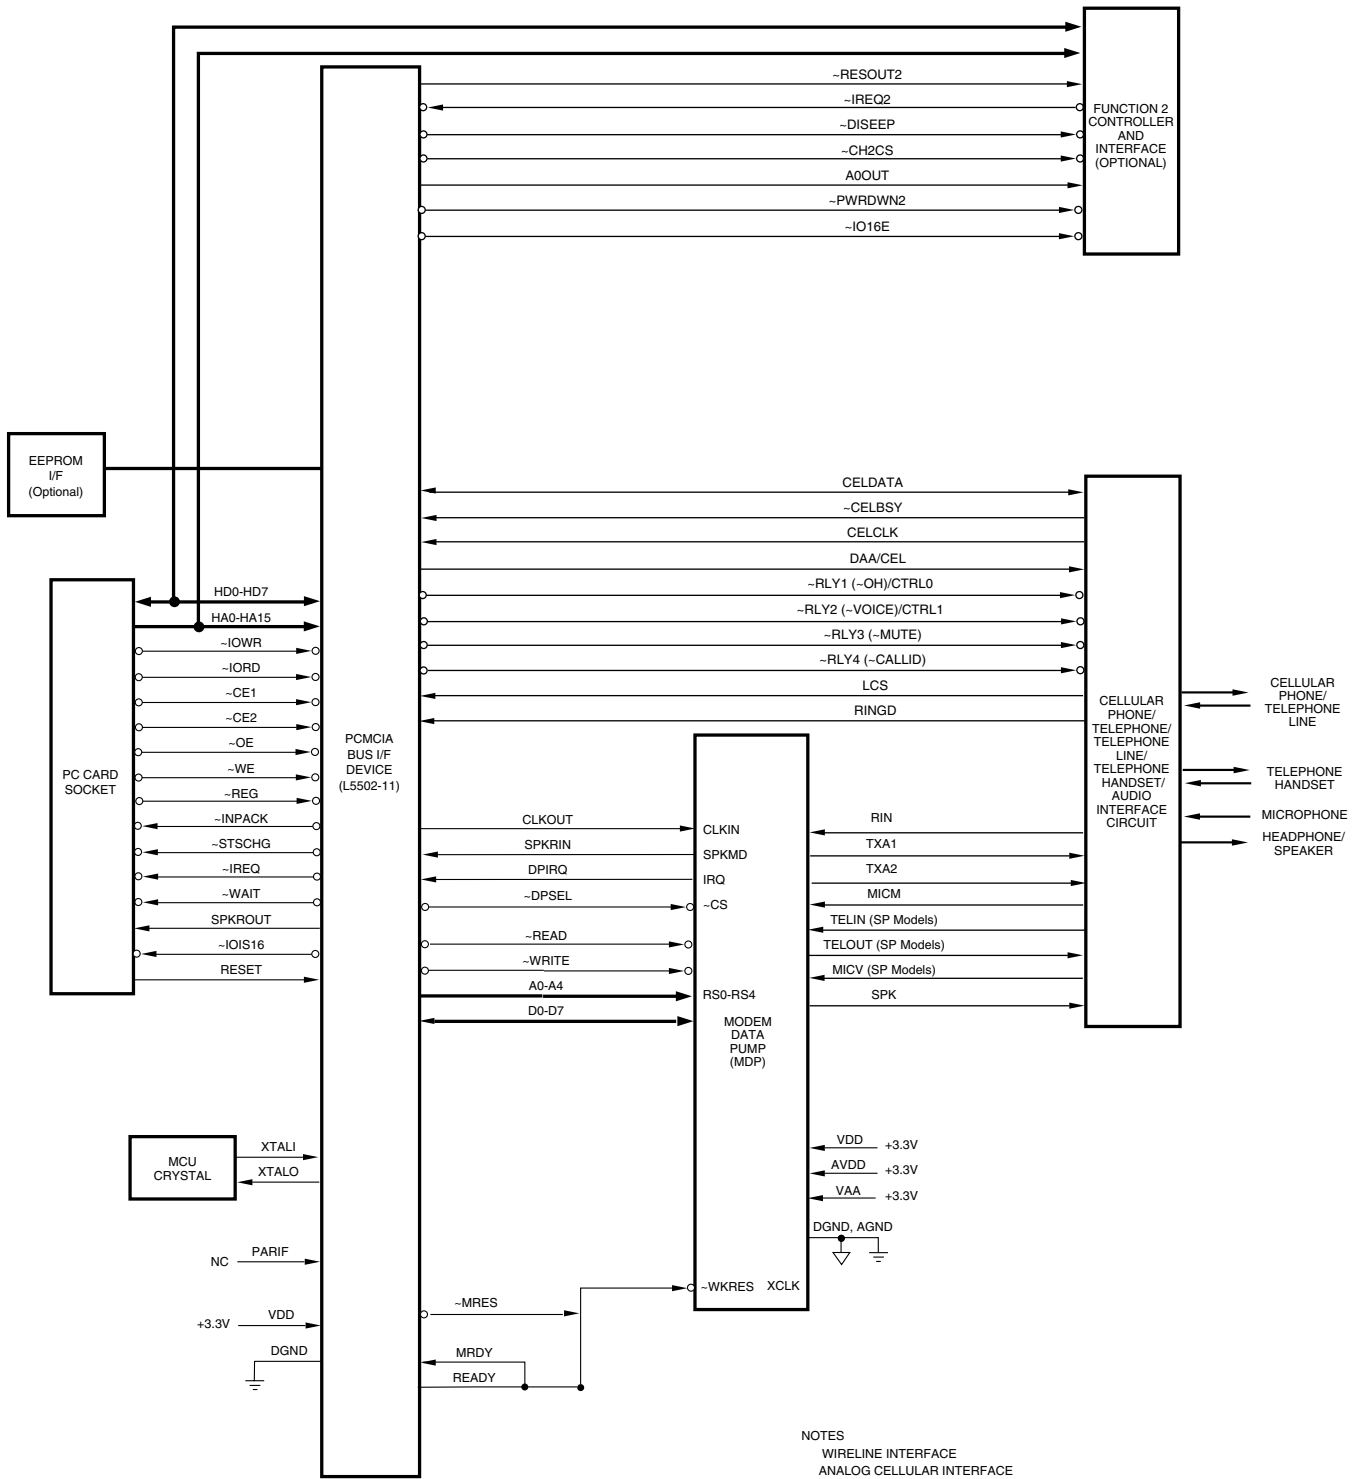 ~RESOUT2
~IREQ2
~DISEEP
~CH2CS
A0OUT
~PWRDWN2
~IO16E
FUNCTION 2
CONTROLLER
AND
INTERFACE
(OPTIONAL)
EEPROM
I/F
(Optional)
PC CARD
SOCKET
HD0-HD7
HA0-HA15
~IOWR
~IORD
~CE1
~CE2
~OE
~WE
~REG
~INPACK
~STSCHG
~IREQ
~WAIT
SPKROUT
~IOIS16
RESET
PCMCIA
BUS I/F
DEVICE
(L5502-11)
CELDATA
~CELBSY
CELCLK
DAA/CEL
~RLY1 (~OH)/CTRL0
~RLY2 (~VOICE)/CTRL1
~RLY3 (~MUTE)
~RLY4 (~CALLID)
LCS
RINGD
CLKOUT
SPKRIN
DPIRQ
~DPSEL
~READ
~WRITE
A0-A4
D0-D7
CLKIN
SPKMD
IRQ
~CS
RS0-RS4
MODEM
DATA
PUMP
(MDP)
RIN
TXA1
TXA2
MICM
TELIN (SP Models)
TELOUT (SP Models)
MICV (SP Models)
SPK
CELLULAR
PHONE/
TELEPHONE/
TELEPHONE
LINE/
TELEPHONE
HANDSET/
AUDIO
INTERFACE
CIRCUIT
CELLULAR
PHONE/
TELEPHONE
LINE
TELEPHONE
HANDSET
MICROPHONE
HEADPHONE/
SPEAKER
MCU
CRYSTAL
XTALI
XTALO
VDD +3.3V
AVDD +3.3V
VAA +3.3V
DGND, AGND
NC PARIF
+3.3V VDD
DGND
~WKRES XCLK
~MRES
MRDY
READY
NOTES
WIRELINE INTERFACE
ANALOG CELLULAR INTERFACE